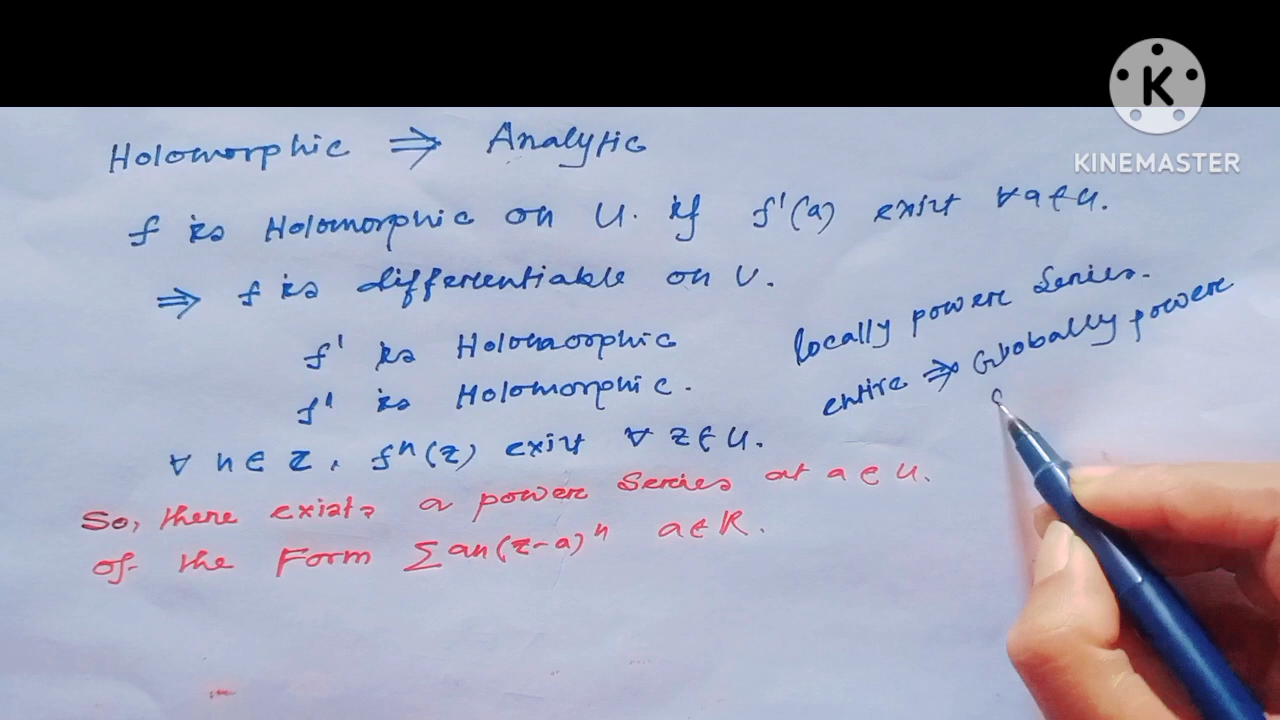 K
KINEMASTER
Holomorphic ⇒ Analytic
f is Holomorphic on U. if f'(a) exist ∀ a ∈ U.
⇒ f is differentiable on U.
f' is Holomorphic
f' is Holomorphic.
∀ n ∈ Z, fⁿ(z) exist ∀ z ∈ U.
So, there exists a power series at a ∈ U.
of the Form ∑an(z-a)ⁿ a ∈ R.
locally power series.
entire ⇒ Globally power